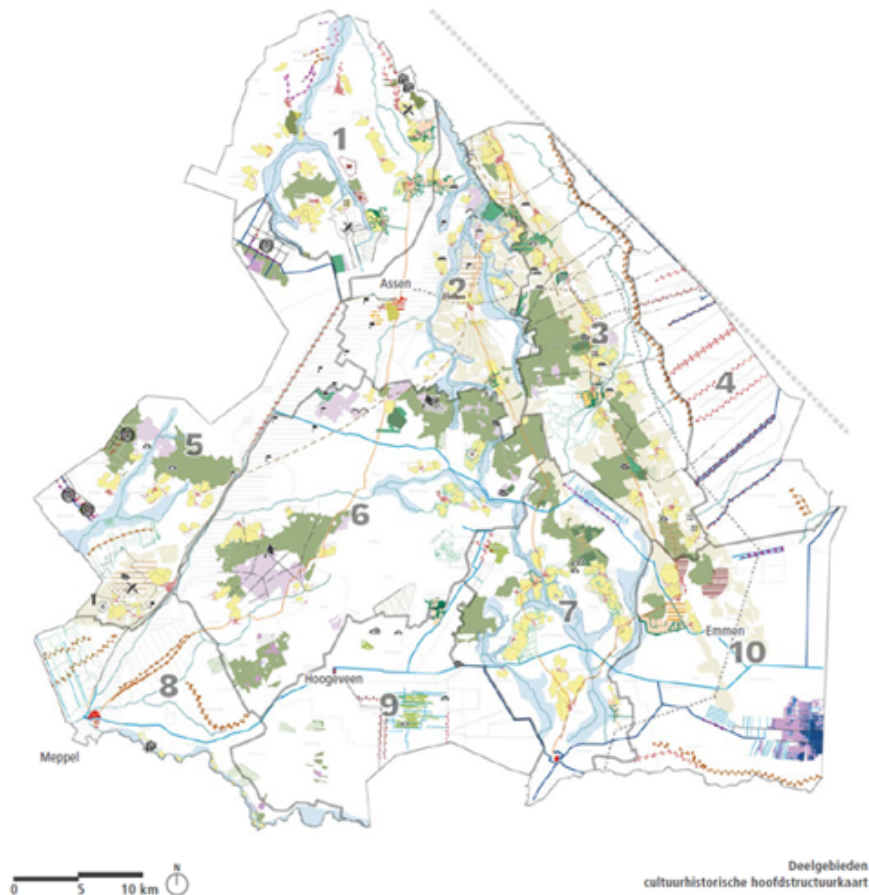 1
Assen
2
3
4
5
6
7
Emmen
10
8
Hoogeveen
9
Meppel
0 5 10 km
N
Deelgebieden
cultuurhistorische hoofdstructuurkaart